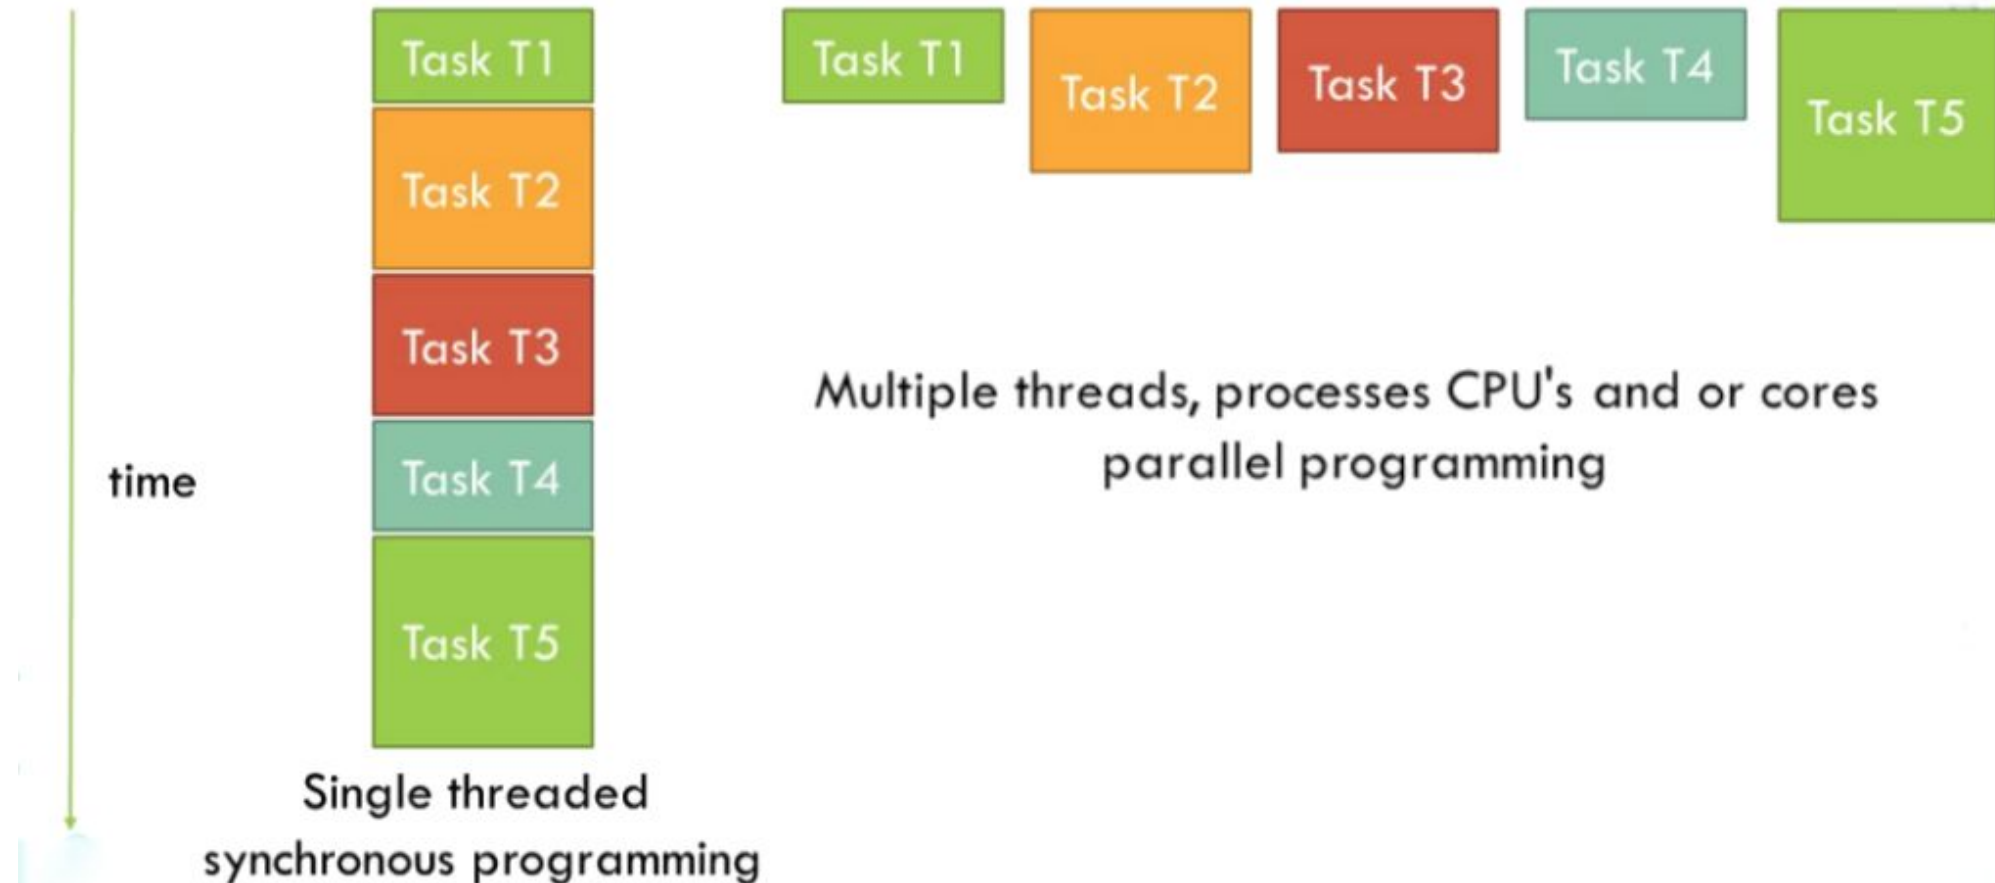 Task T1
Task T2
Task T3
Task T4
Task T5
time
Single threaded
synchronous programming
Task T1
Task T2
Task T3
Task T4
Task T5
Multiple threads, processes CPU's and or cores
parallel programming